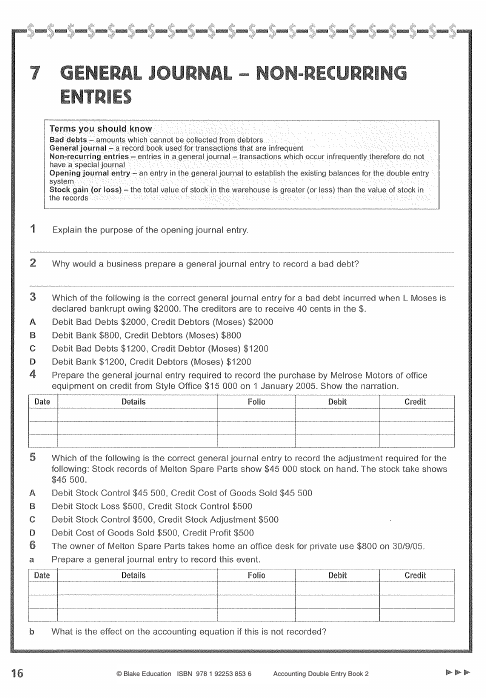 7 GENERAL JOURNAL – NON-RECURRING
ENTRIES
Terms you should know
Bad debts – amounts which cannot be collected from debtors
General journal – a record book used for transactions that are infrequent
Non-recurring entries – entries in a general journal – transactions which occur infrequently therefore do not
have a special journal
Opening journal entry – an entry in the general journal to establish the existing balances for the double entry
system
Stock gain (or loss) – the total value of stock in the warehouse is greater (or less) than the value of stock in
the records
1 Explain the purpose of the opening journal entry.
2 Why would a business prepare a general journal entry to record a bad debt?
3 Which of the following is the correct general journal entry for a bad debt incurred when L Moses is
declared bankrupt owing $2000. The creditors are to receive 40 cents in the $.
A Debit Bad Debts $2000, Credit Debtors (Moses) $2000
B Debit Bank $800, Credit Debtors (Moses) $800
C Debit Bad Debts $1200, Credit Debtor (Moses) $1200
D Debit Bank $1200, Credit Debtors (Moses) $1200
4 Prepare the general journal entry required to record the purchase by Melrose Motors of office
equipment on credit from Style Office $15 000 on 1 January 2005. Show the narration.
Date Details Folio Debit Credit
5 Which of the following is the correct general journal entry to record the adjustment required for the
following: Stock records of Melton Spare Parts show $45 000 stock on hand. The stock take shows
$45 500.
A Debit Stock Control $45 500, Credit Cost of Goods Sold $45 500
B Debit Stock Loss $500, Credit Stock Control $500
C Debit Stock Control $500, Credit Stock Adjustment $500
D Debit Cost of Goods Sold $500, Credit Profit $500
6 The owner of Melton Spare Parts takes home an office desk for private use $800 on 30/9/05.
a Prepare a general journal entry to record this event.
Date Details Folio Debit Credit
b What is the effect on the accounting equation if this is not recorded?
16 © Blake Education ISBN 978 1 92253 853 6 Accounting Double Entry Book 2